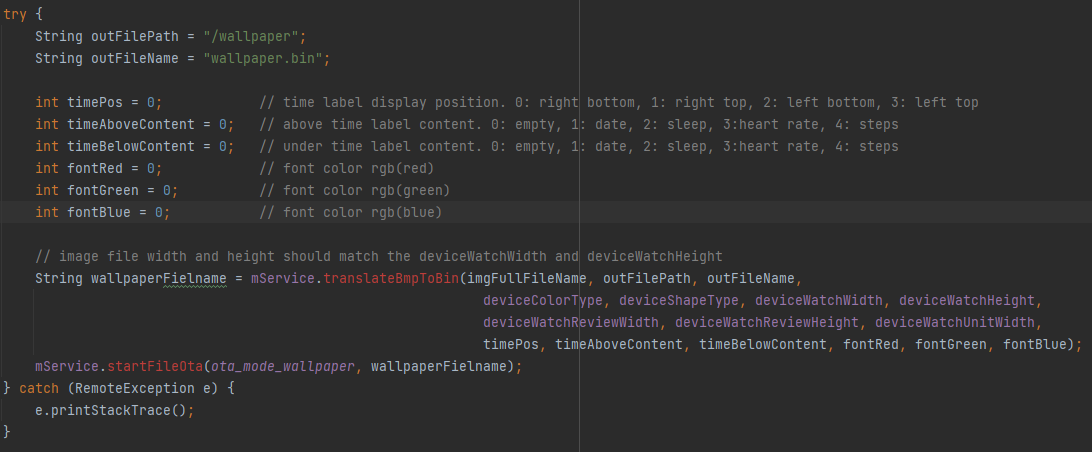 try {
String outFilePath = "/wallpaper";
String outFileName = "wallpaper.bin";
int timePos = 0; // time label display position. 0: right bottom, 1: right top, 2: left bottom, 3: left top
int timeAboveContent = 0; // above time label content. 0: empty, 1: date, 2: sleep, 3:heart rate, 4: steps
int timeBelowContent = 0; // under time label content. 0: empty, 1: date, 2: sleep, 3:heart rate, 4: steps
int fontRed = 0; // font color rgb(red)
int fontGreen = 0; // font color rgb(green)
int fontBlue = 0; // font color rgb(blue)
// image file width and height should match the deviceWatchWidth and deviceWatchHeight
String wallpaperFielname = mService.translateBmpToBin(imgFullFileName, outFilePath, outFileName,
deviceColorType, deviceShapeType, deviceWatchWidth, deviceWatchHeight,
deviceWatchReviewWidth, deviceWatchReviewHeight, deviceWatchUnitWidth,
timePos, timeAboveContent, timeBelowContent, fontRed, fontGreen, fontBlue);
mService.startFileOta(ota_mode_wallpaper, wallpaperFielname);
} catch (RemoteException e) {
e.printStackTrace();
}